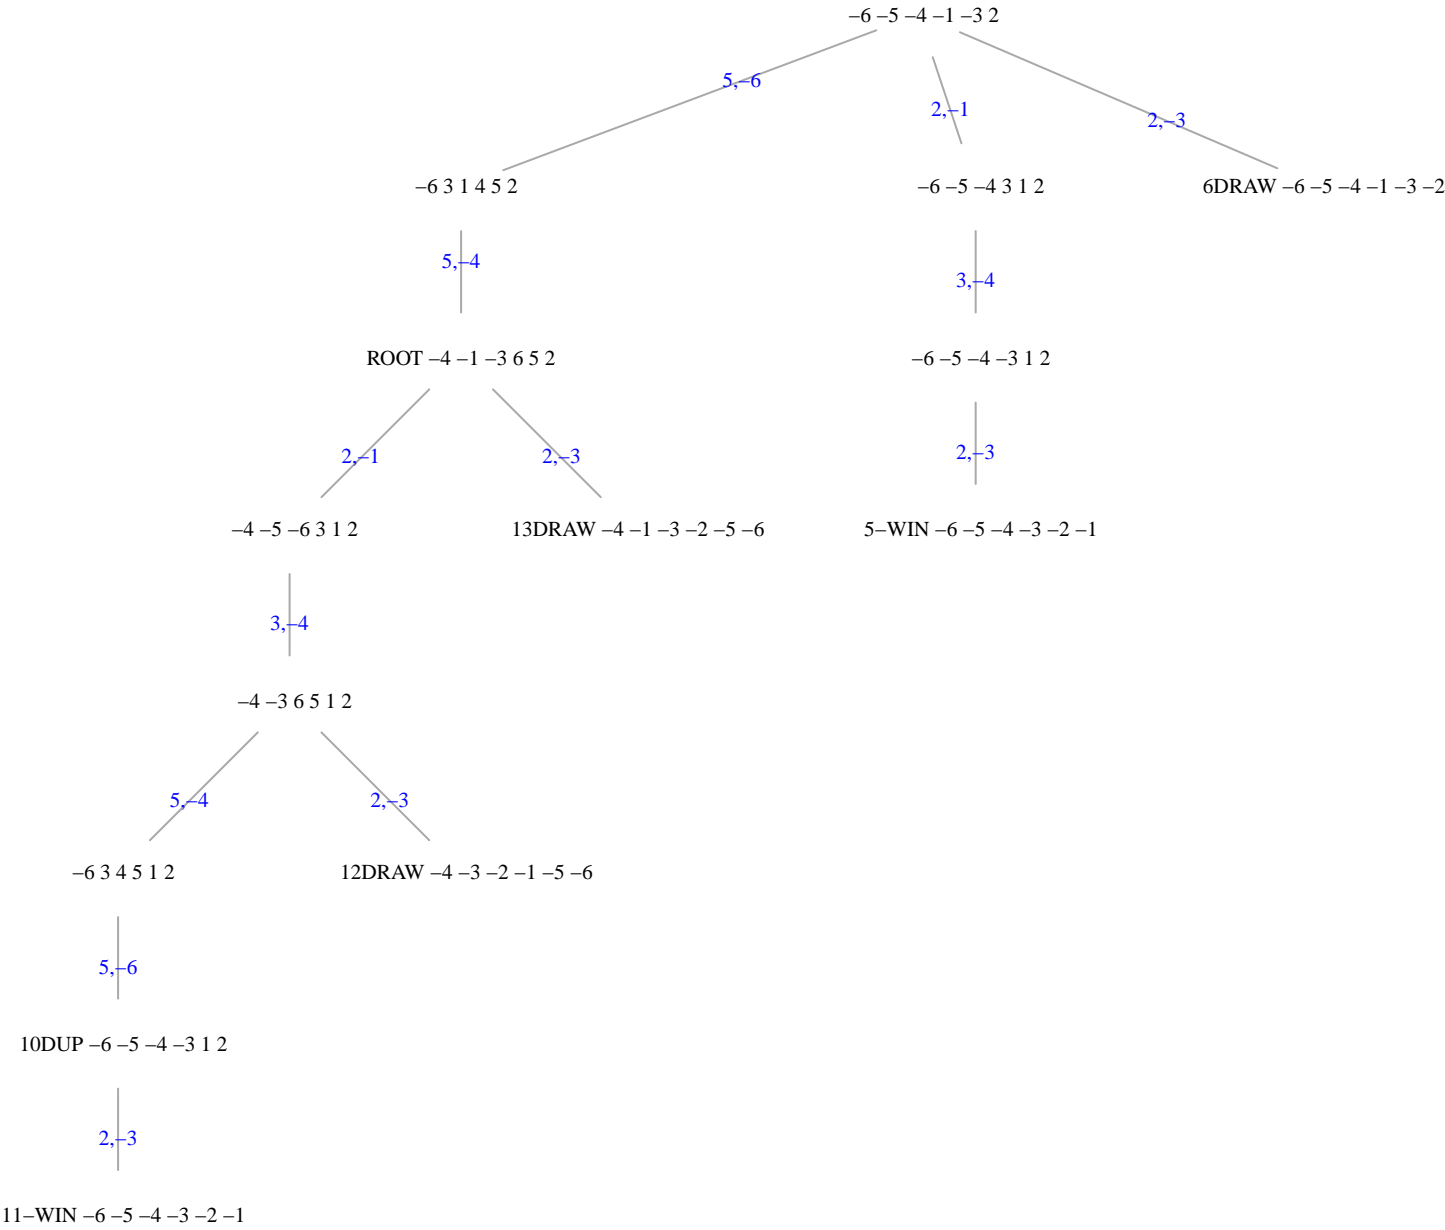 –6 –5 –4 –1 –3 2
5,–6
2,–1
2,–3
–6 3 1 4 5 2
–6 –5 –4 3 1 2
6DRAW –6 –5 –4 –1 –3 –2
5,–4
3,–4
ROOT –4 –1 –3 6 5 2
–6 –5 –4 –3 1 2
2,–1
2,–3
2,–3
–4 –5 –6 3 1 2
13DRAW –4 –1 –3 –2 –5 –6
5–WIN –6 –5 –4 –3 –2 –1
3,–4
–4 –3 6 5 1 2
5,–4
2,–3
–6 3 4 5 1 2
12DRAW –4 –3 –2 –1 –5 –6
5,–6
10DUP –6 –5 –4 –3 1 2
2,–3
11–WIN –6 –5 –4 –3 –2 –1